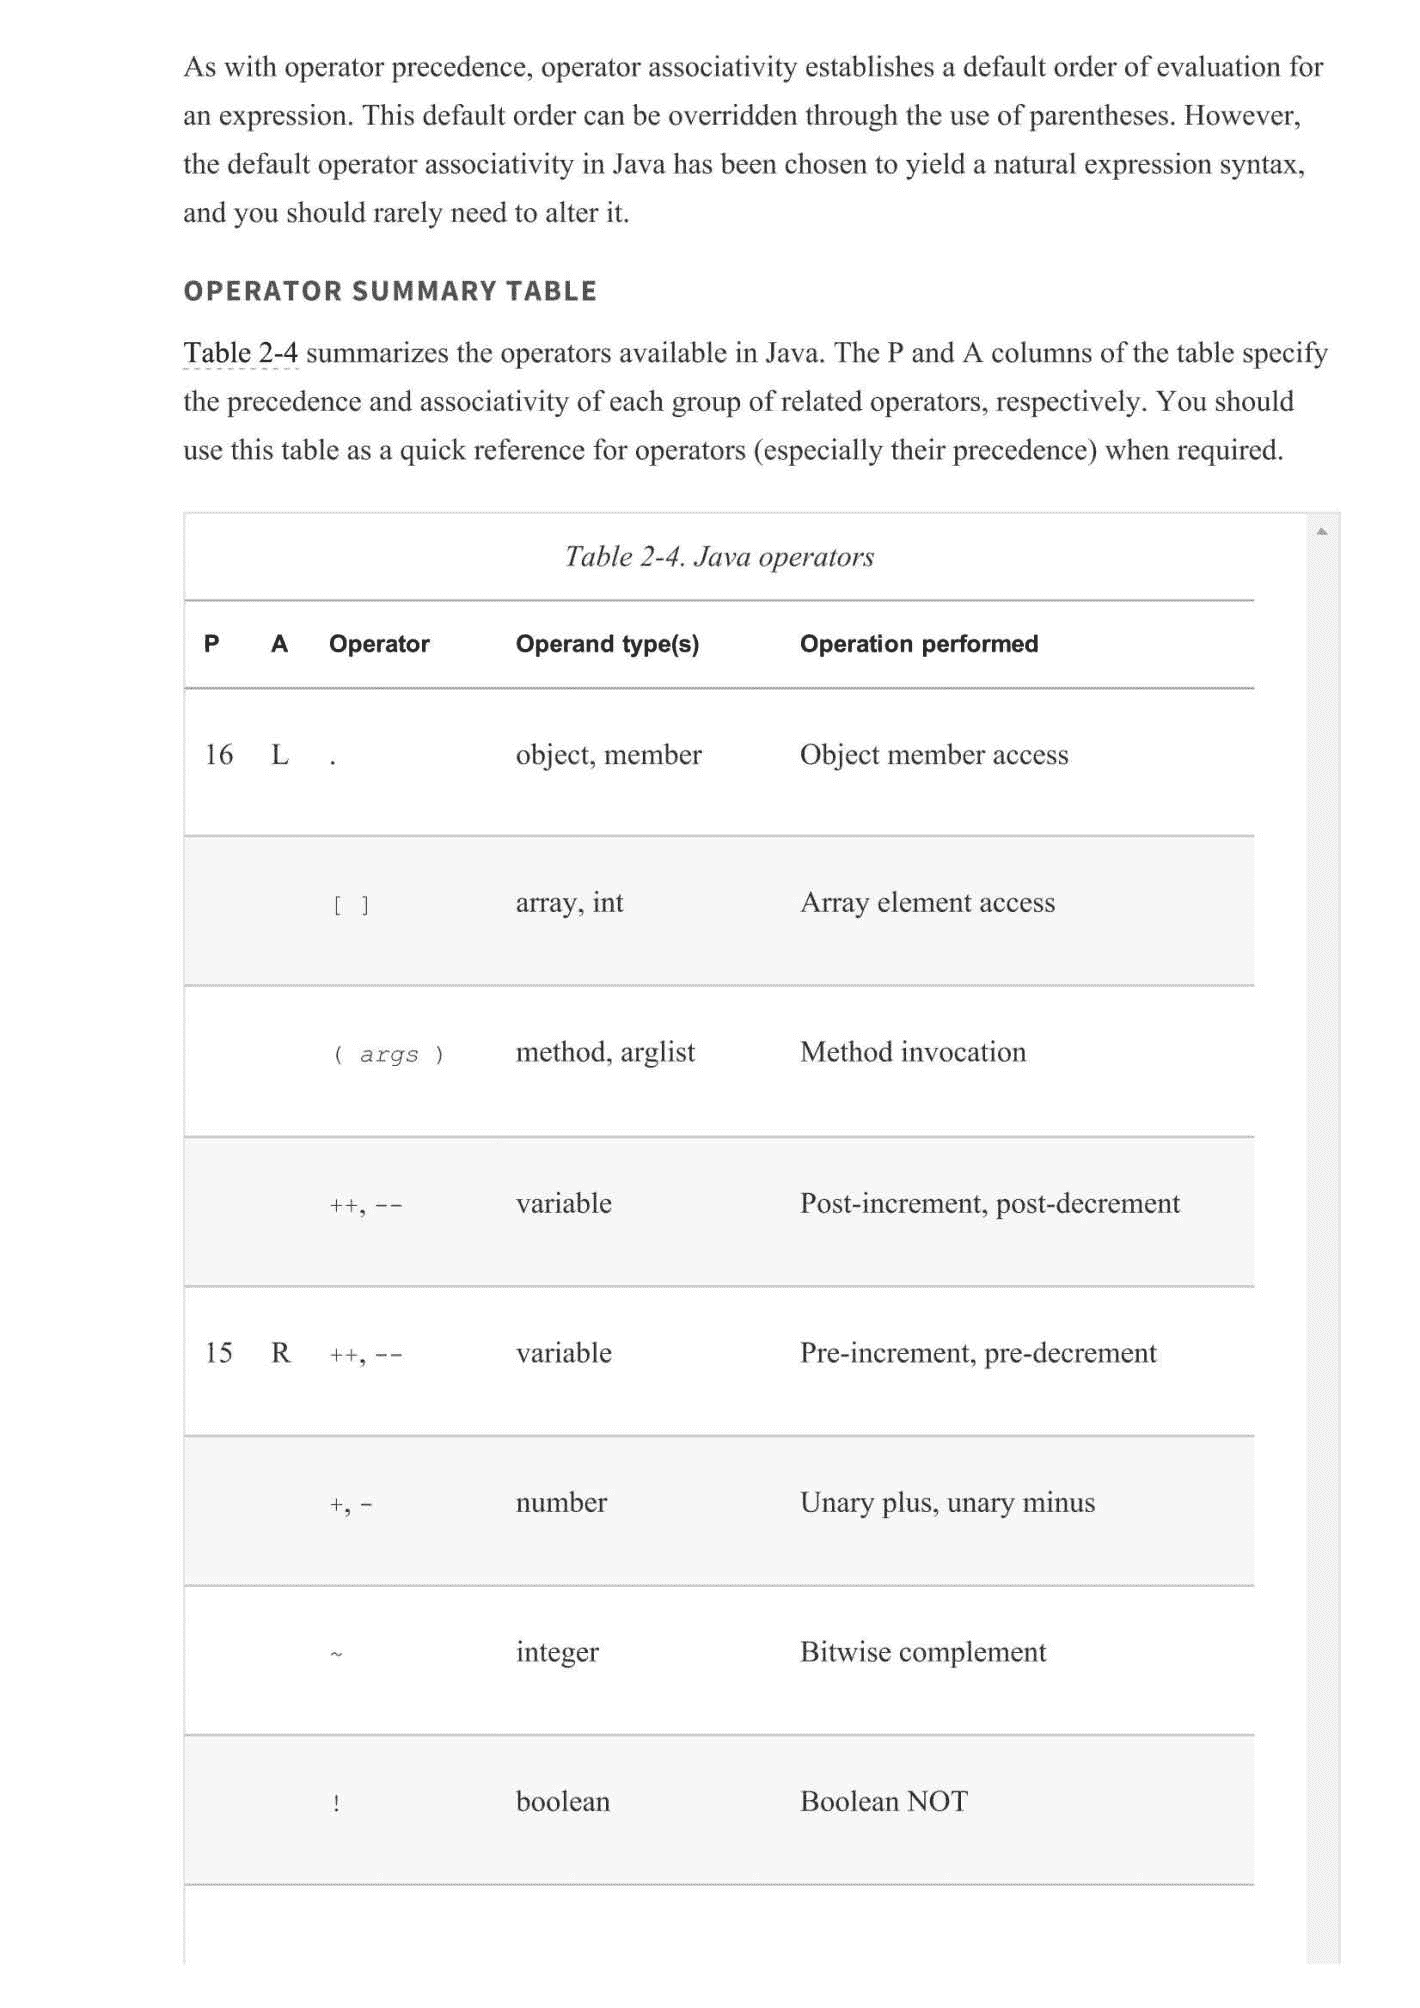 As with operator precedence, operator associativity establishes a default order of evaluation for
an expression. This default order can be overridden through the use of parentheses. However,
the default operator associativity in Java has been chosen to yield a natural expression syntax,
and you should rarely need to alter it.
OPERATOR SUMMARY TABLE
Table 2-4 summarizes the operators available in Java. The P and A columns of the table specify
the precedence and associativity of each group of related operators, respectively. You should
use this table as a quick reference for operators (especially their precedence) when required.
Table 2-4. Java operators
P A Operator Operand type(s) Operation performed
16 L . object, member Object member access
[ ] array, int Array element access
( args ) method, arglist Method invocation
++, -- variable Post-increment, post-decrement
15 R ++, -- variable Pre-increment, pre-decrement
+, - number Unary plus, unary minus
~ integer Bitwise complement
! boolean Boolean NOT